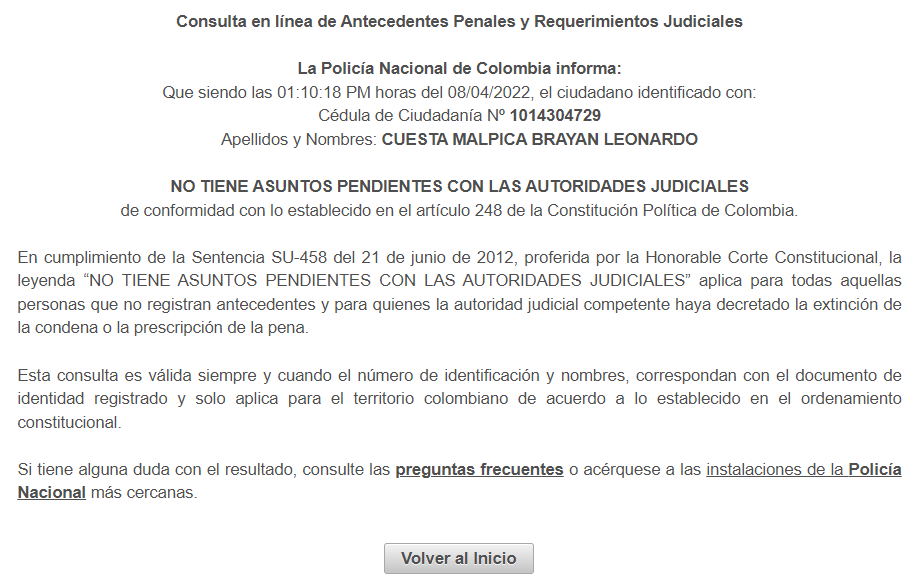 Consulta en línea de Antecedentes Penales y Requerimientos Judiciales
La Policía Nacional de Colombia informa:
Que siendo las 01:10:18 PM horas del 08/04/2022, el ciudadano identificado con:
Cédula de Ciudadanía Nº 1014304729
Apellidos y Nombres: CUESTA MALPICA BRAYAN LEONARDO
NO TIENE ASUNTOS PENDIENTES CON LAS AUTORIDADES JUDICIALES
de conformidad con lo establecido en el artículo 248 de la Constitución Política de Colombia.
En cumplimiento de la Sentencia SU-458 del 21 de junio de 2012, proferida por la Honorable Corte Constitucional, la
leyenda “NO TIENE ASUNTOS PENDIENTES CON LAS AUTORIDADES JUDICIALES” aplica para todas aquellas
personas que no registran antecedentes y para quienes la autoridad judicial competente haya decretado la extinción de
la condena o la prescripción de la pena.
Esta consulta es válida siempre y cuando el número de identificación y nombres, correspondan con el documento de
identidad registrado y solo aplica para el territorio colombiano de acuerdo a lo establecido en el ordenamiento
constitucional.
Si tiene alguna duda con el resultado, consulte las preguntas frecuentes o acérquese a las instalaciones de la Policía
Nacional más cercanas.
Volver al Inicio